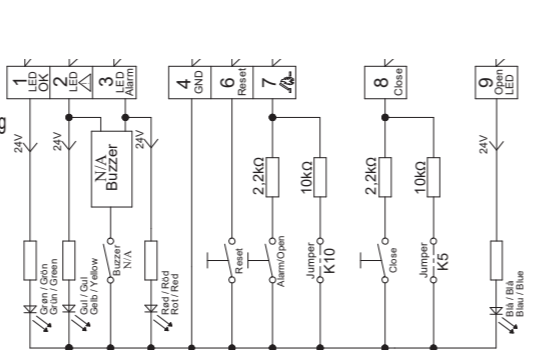 1
LED
OK
2
LED
3
LED
Alarm
4
GND
6
Reset
7
8
Close
9
Open
LED
g
24V
24V
24V
24V
N/A
Buzzer
2,2kΩ
10kΩ
2,2kΩ
10kΩ
Grøn / Grön
Grün / Green
Gul / Gul
Gelb / Yellow
Buzzer
N/A
Rød / Röd
Rot / Red
Reset
Alarm/Open
Jumper
K10
Close
Jumper
K5
Blå / Blå
Blau / Blue